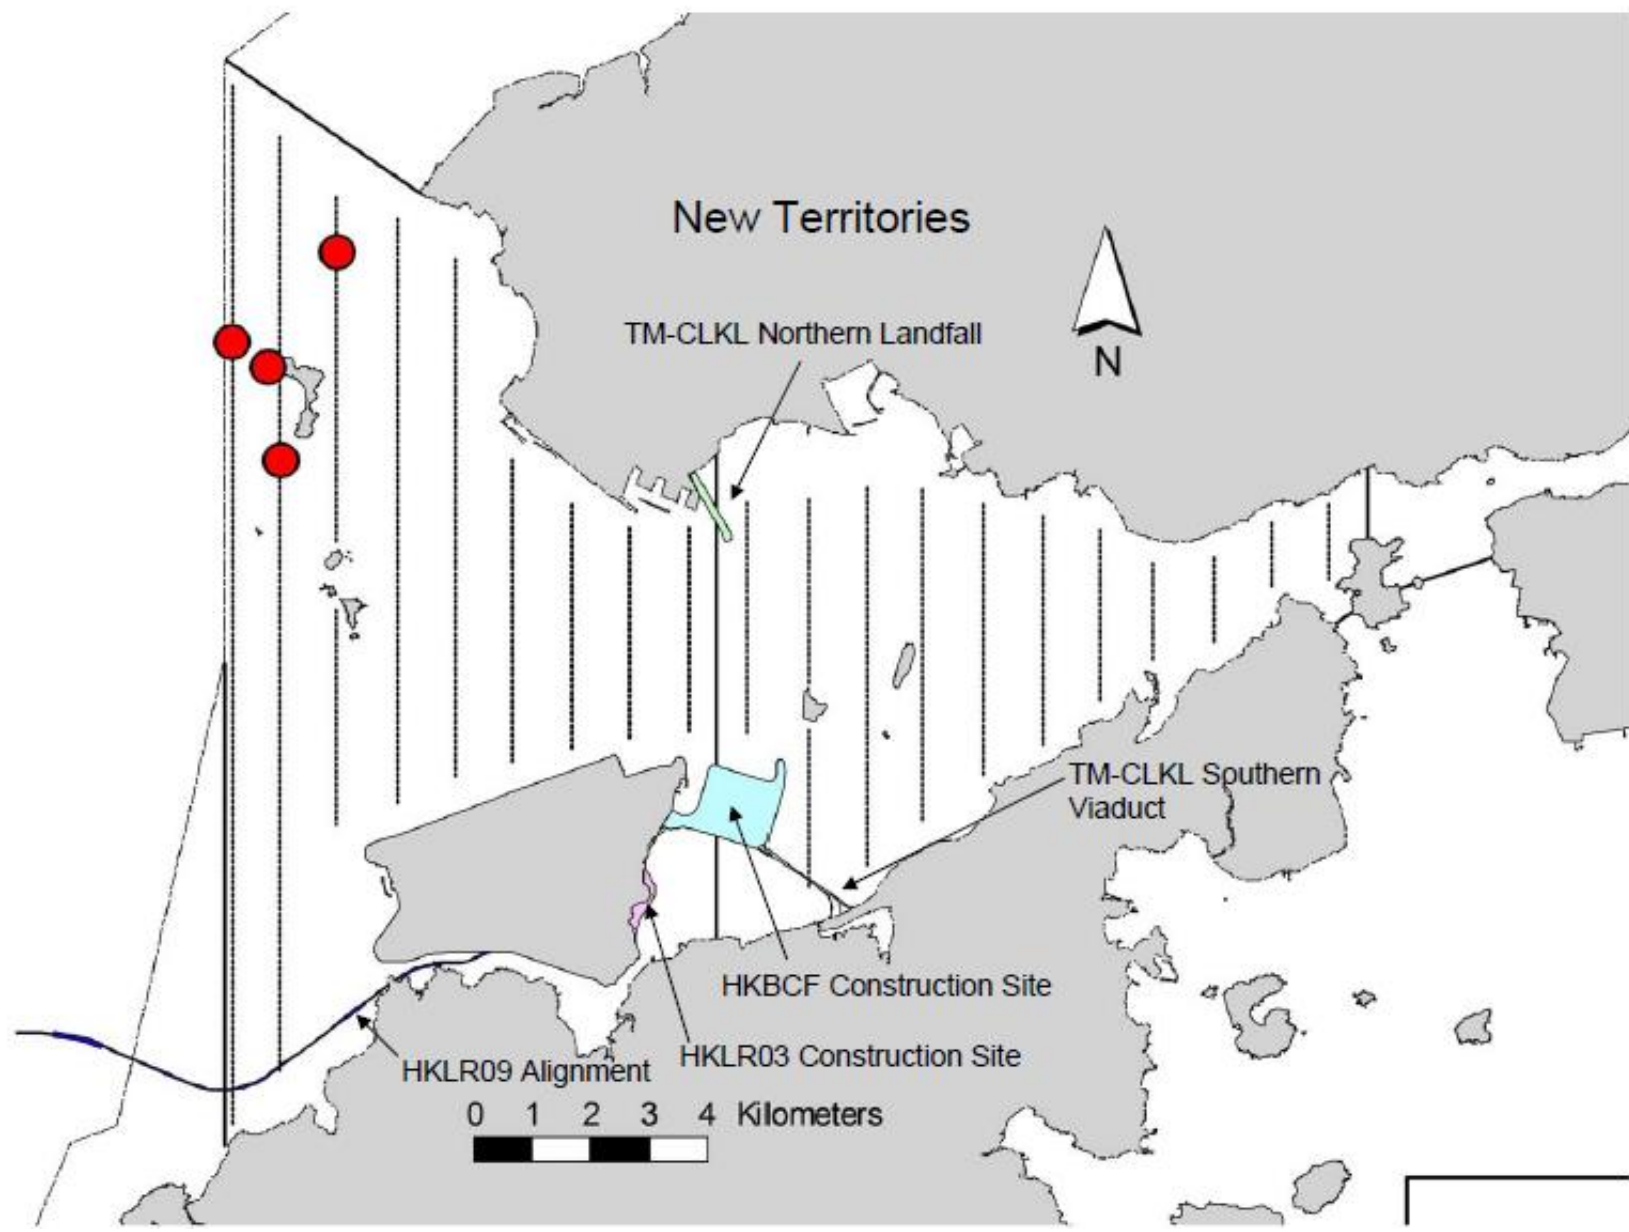 New Territories
TM-CLKL Northern Landfall
N
TM-CLKL Southern
Viaduct
HKBCF Construction Site
HKLR03 Construction Site
HKLR09 Alignment
0 1 2 3 4 Kilometers